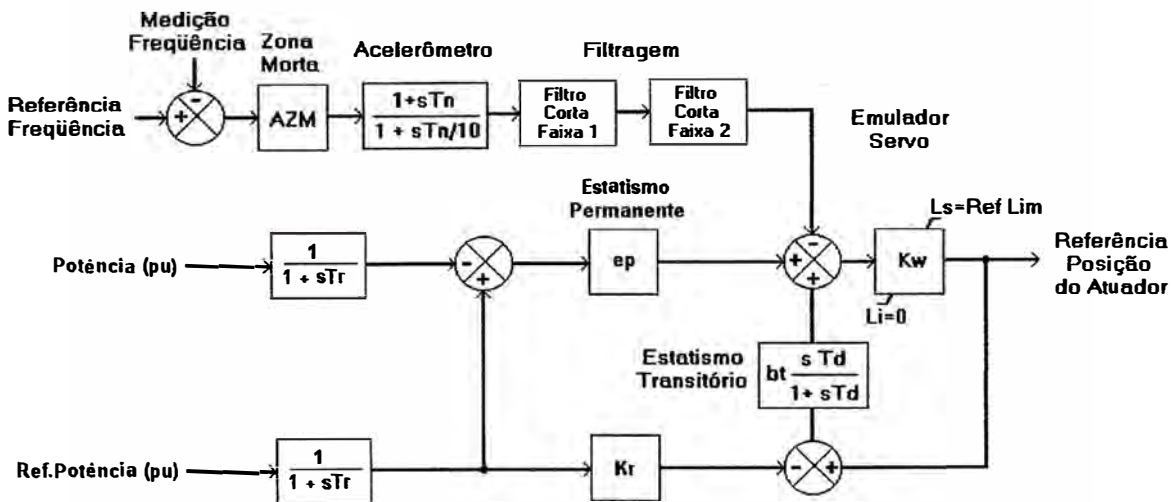 Medição
Freqüência
Zona
Morta
Acelerômetro
Filtragem
Referência
Freqüência
-
+
AZM
1+sTn
1 + sTn/10
Filtro
Corta
Faixa 1
Filtro
Corta
Faixa 2
Emulador
Servo
Estatismo
Permanente
Ls=Ref Lim
Potência (pu)
1
1 + sTr
-
+
ep
-
+
+
Kw
Referência
Posição
do Atuador
Li=0
Estatismo
Transitório
bt s Td
1+ sTd
Ref.Potência (pu)
1
1 + sTr
Kr
- +